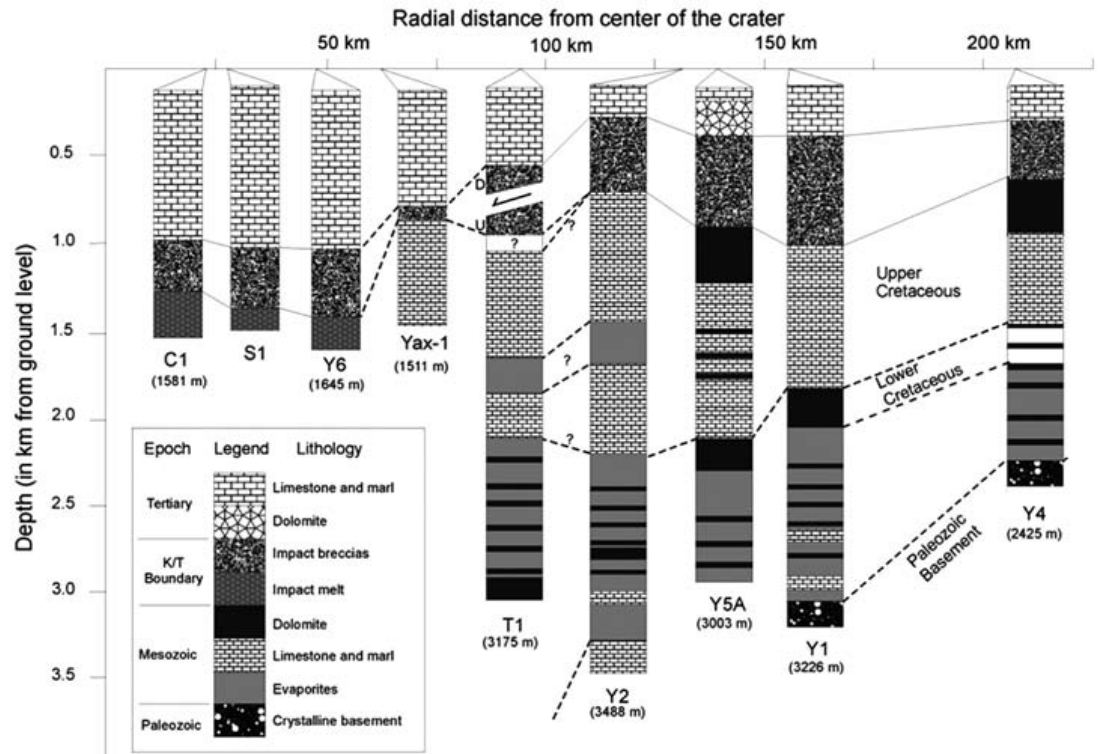 Radial distance from center of the crater
50 km 100 km 150 km 200 km
Depth (in km from ground level)
0.5
1.0
1.5
2.0
2.5
3.0
3.5
D
U
?
?
?
?
?
Upper
Cretaceous
Lower
Cretaceous
Paleozoic
Basement
C1
(1581 m)
S1
Y6
(1645 m)
Yax-1
(1511 m)
T1
(3175 m)
Y2
(3488 m)
Y5A
(3003 m)
Y1
(3226 m)
Y4
(2425 m)
Epoch Legend Lithology
Tertiary
Limestone and marl
Dolomite
K/T
Boundary
Impact breccias
Impact melt
Mesozoic
Dolomite
Limestone and marl
Evaporites
Paleozoic
Crystalline basement